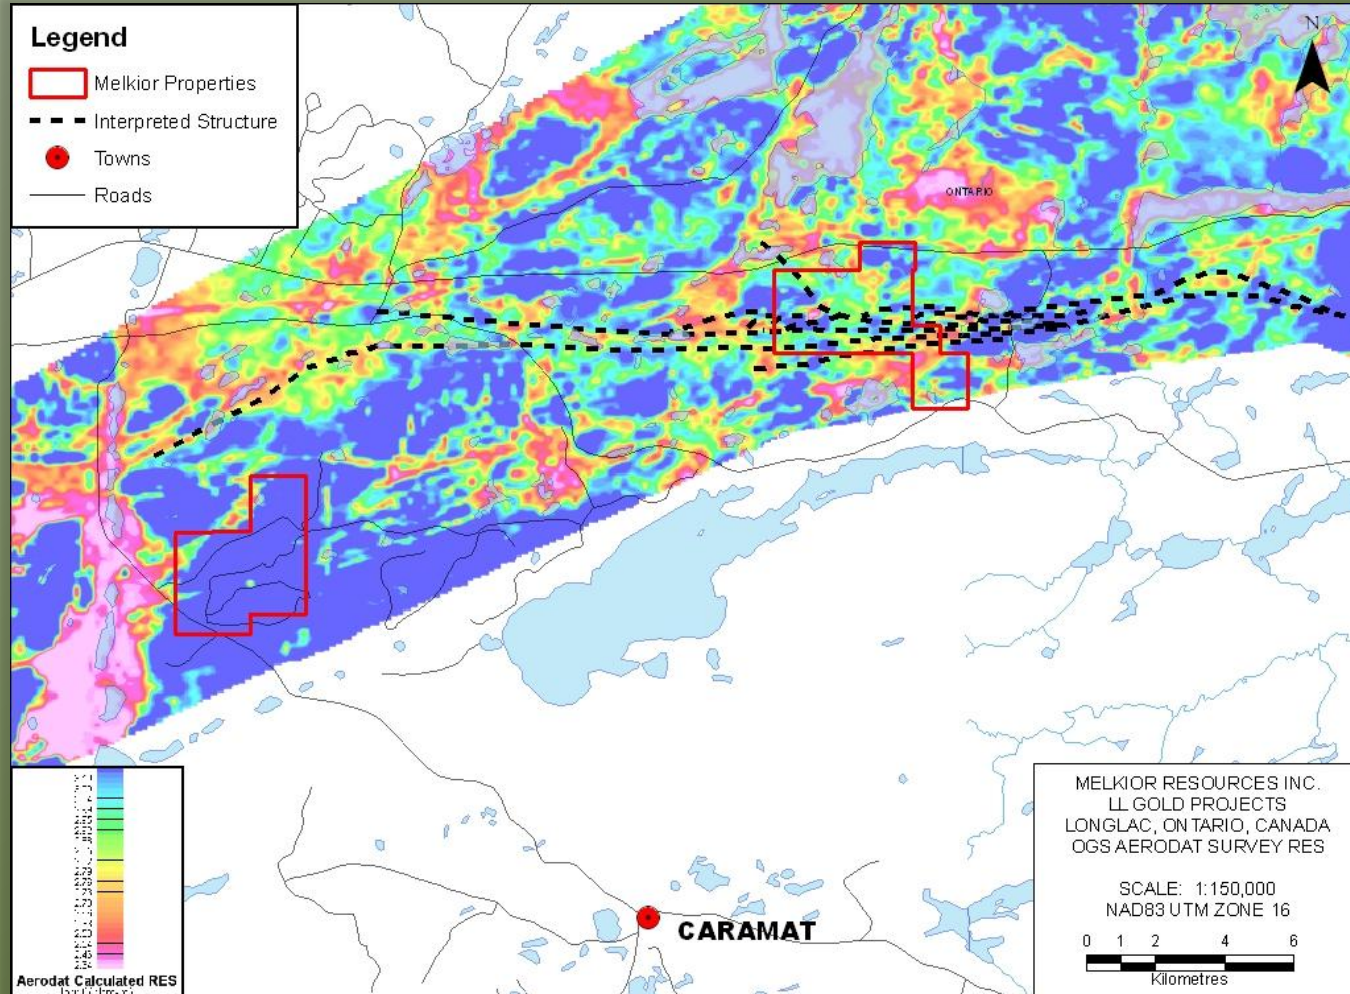 Legend
Melkior Properties
Interpreted Structure
Towns
Roads
N
ONTARIO
CARAMAT
Aerodat Calculated RES
MELKIOR RESOURCES INC.
LL GOLD PROJECTS
LONGLAC, ONTARIO, CANADA
OGS AERODAT SURVEY RES
SCALE: 1:150,000
NAD83 UTM ZONE 16
0 1 2 4 6
Kilometres